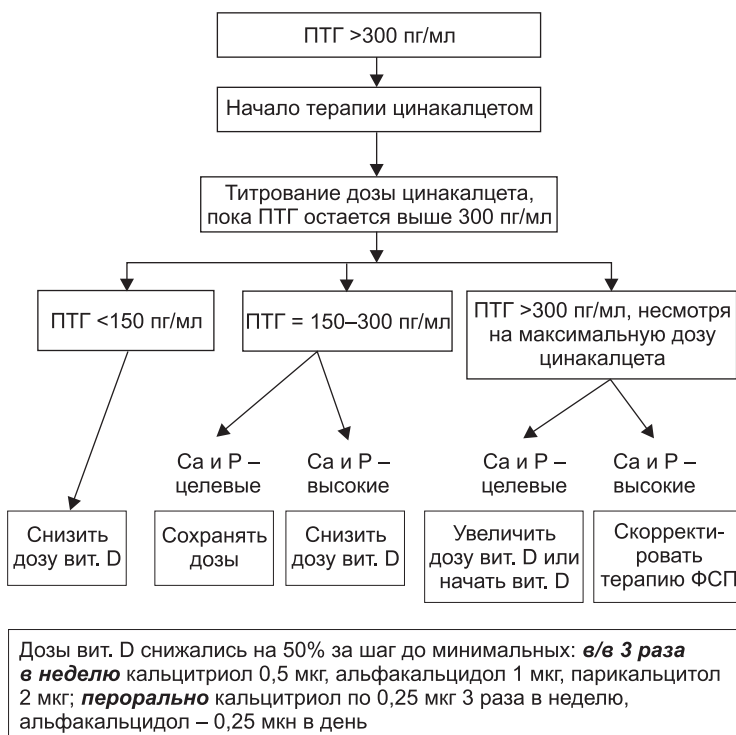 ПТГ >300 пг/мл
Начало терапии цинакалцетом
Титрование дозы цинакалцета,
пока ПТГ остается выше 300 пг/мл
ПТГ <150 пг/мл
ПТГ = 150–300 пг/мл
ПТГ >300 пг/мл, несмотря
на максимальную дозу
цинакалцета
Ca и P –
целевые
Ca и P –
высокие
Ca и P –
целевые
Ca и P –
высокие
Снизить
дозу вит. D
Сохранять
дозы
Снизить
дозу вит. D
Увеличить
дозу вит. D или
начать вит. D
Скорректи-
ровать
терапию ФСП
Дозы вит. D снижались на 50% за шаг до минимальных: в/в 3 раза
в неделю кальцитриол 0,5 мкг, альфакальцидол 1 мкг, парикальцитол
2 мкг; перорально кальцитриол по 0,25 мкг 3 раза в неделю,
альфакальцидол – 0,25 мкн в день